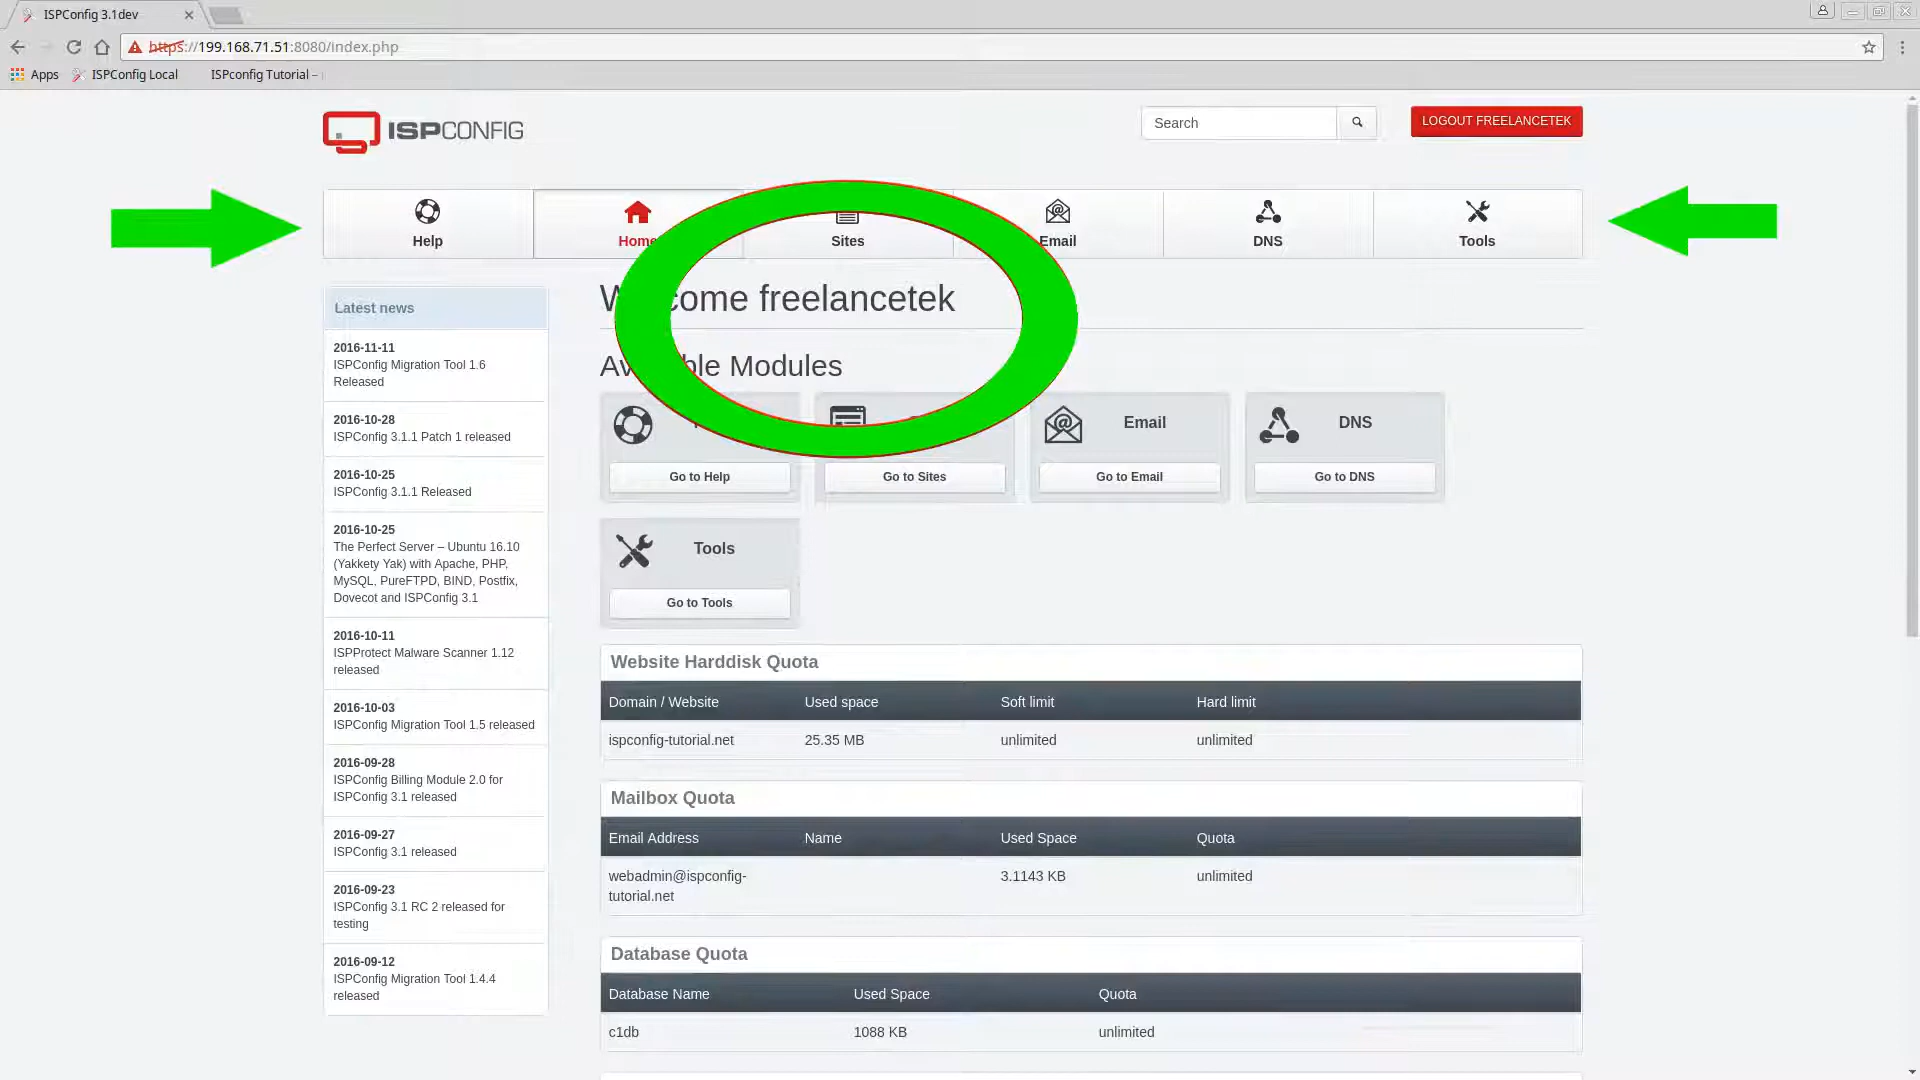 ISPConfig 3.1dev
https://199.168.71.51:8080/index.php
Apps ISPConfig Local ISPconfig Tutorial –
ISPCONFIG
Search
LOGOUT FREELANCETEK
Help Home Sites Email DNS Tools
Latest news
2016-11-11
ISPConfig Migration Tool 1.6
Released
2016-10-28
ISPConfig 3.1.1 Patch 1 released
2016-10-25
ISPConfig 3.1.1 Released
2016-10-25
The Perfect Server – Ubuntu 16.10
(Yakkety Yak) with Apache, PHP,
MySQL, PureFTPD, BIND, Postfix,
Dovecot and ISPConfig 3.1
2016-10-11
ISPProtect Malware Scanner 1.12
released
2016-10-03
ISPConfig Migration Tool 1.5 released
2016-09-28
ISPConfig Billing Module 2.0 for
ISPConfig 3.1 released
2016-09-27
ISPConfig 3.1 released
2016-09-23
ISPConfig 3.1 RC 2 released for
testing
2016-09-12
ISPConfig Migration Tool 1.4.4
released
freelancetek
Modules
Email
DNS
Go to Help
Go to Sites
Go to Email
Go to DNS
Tools
Go to Tools
Website Harddisk Quota
Domain / Website Used space Soft limit Hard limit
ispconfig-tutorial.net 25.35 MB unlimited unlimited
Mailbox Quota
Email Address Name Used Space Quota
webadmin@ispconfig-
tutorial.net 3.1143 KB unlimited
Database Quota
Database Name Used Space Quota
c1db 1088 KB unlimited